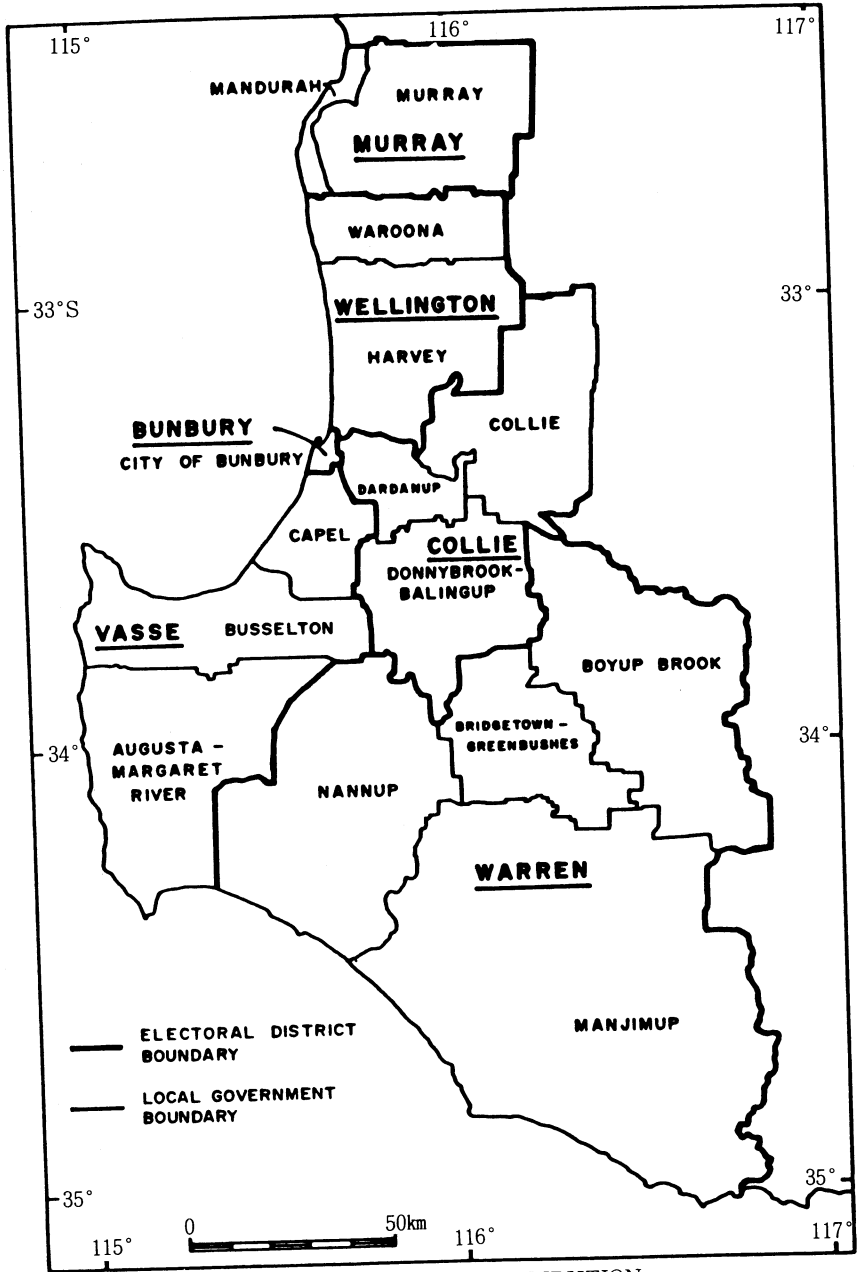 115°
116°
117°
MANDURAH
MURRAY
MURRAY
WAROONA
33°S
33°
WELLINGTON
HARVEY
BUNBURY
CITY OF BUNBURY
COLLIE
DARDANUP
CAPEL
COLLIE
DONNYBROOK-
BALINGUP
VASSE
BUSSELTON
BOYUP BROOK
BRIDGETOWN-
GREENBUSHES
34°
34°
AUGUSTA-
MARGARET
RIVER
NANNUP
WARREN
MANJIMUP
ELECTORAL DISTRICT
BOUNDARY
LOCAL GOVERNMENT
BOUNDARY
35°
35°
0
50km
115°
116°
117°